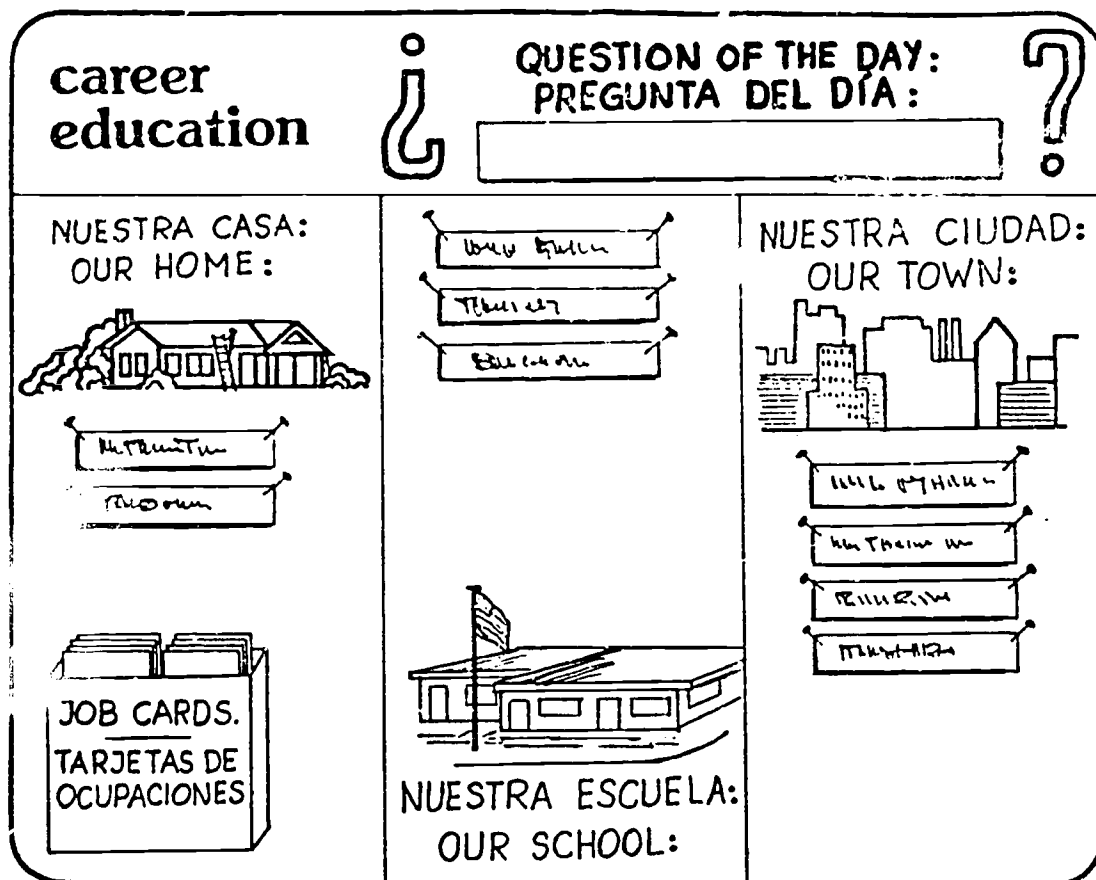 career
education
¿
QUESTION OF THE DAY:
PREGUNTA DEL DÍA:
?
NUESTRA CASA:
OUR HOME:
JOB CARDS.
TARJETAS DE
OCUPACIONES
NUESTRA ESCUELA:
OUR SCHOOL:
NUESTRA CIUDAD:
OUR TOWN: